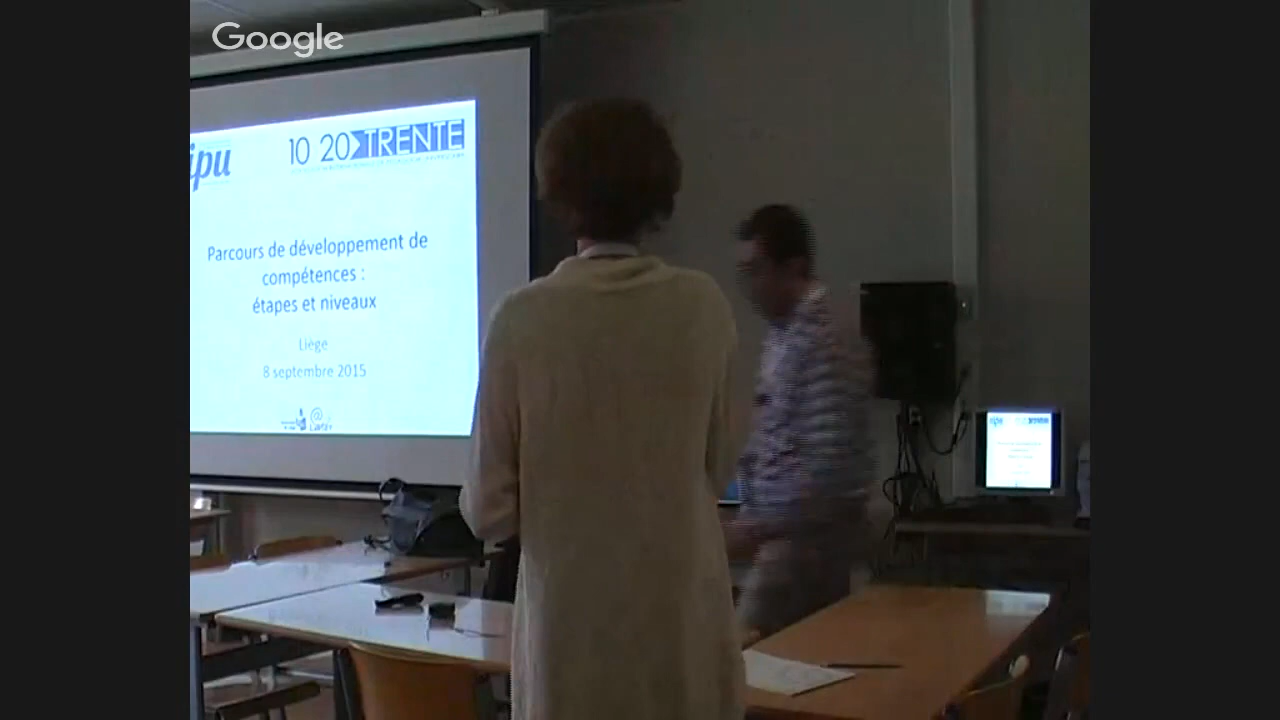 Google
ipu
10 20 TRENTE
Parcours de développement de
compétences :
étapes et niveaux
Liège
8 septembre 2015